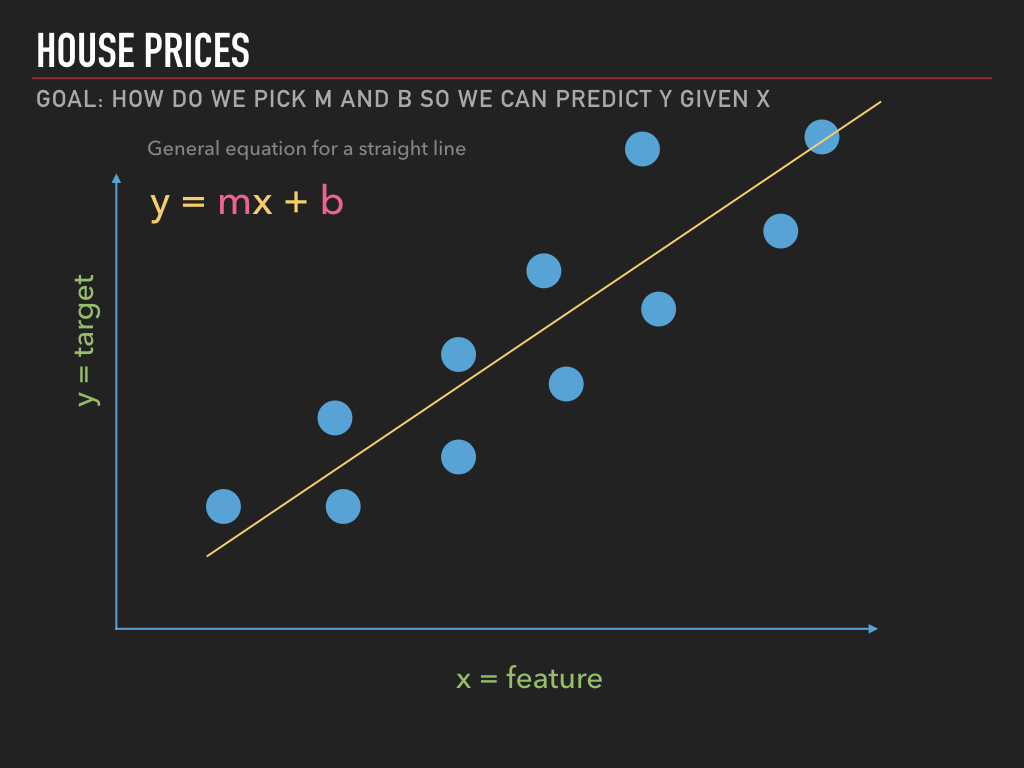 HOUSE PRICES
GOAL: HOW DO WE PICK M AND B SO WE CAN PREDICT Y GIVEN X
General equation for a straight line
y = mx + b
y = target
x = feature